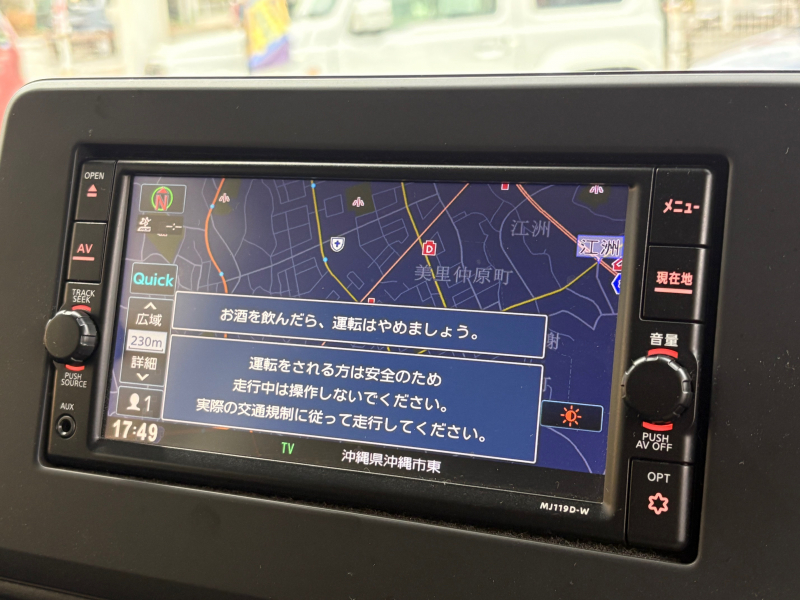 OPEN
AV
TRACK
SEEK
PUSH
SOURCE
AUX
N
小
小
小
江洲
江洲
美里仲原町
D
Quick
広域
230m
詳細
1
お酒を飲んだら、運転はやめましょう。
運転をされる方は安全のため
走行中は操作しないでください。
実際の交通規制に従って走行してください。
謝
17:49
TV
沖縄県沖縄市東
MJ119D-W
メニュー
現在地
音量
PUSH
AV OFF
OPT